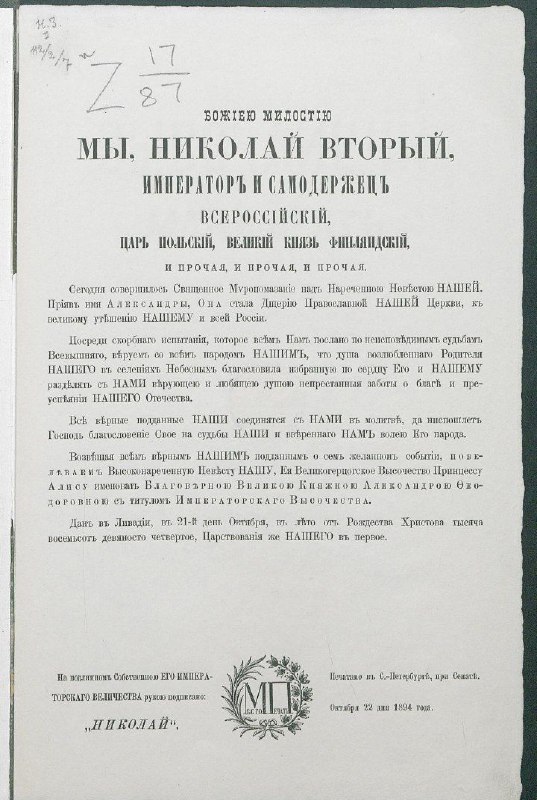 Z 17
87
БОЖІЕЮ МИЛОСТІЮ
МЫ, НИКОЛАЙ ВТОРЫЙ,
ИМПЕРАТОРЪ И САМОДЕРЖЕЦЪ
ВСЕРОССІЙСКІЙ,
ЦАРЬ ПОЛЬСКІЙ, ВЕЛИКІЙ КНЯЗЬ ФИНЛЯНДСКІЙ,
И ПРОЧАЯ, И ПРОЧАЯ, И ПРОЧАЯ.
Сегодня совершилось Священное Мѵропомазаніе надъ Нареченною Невѣстою НАШЕЙ.
Пріявъ имя Александры, Она стала Дщерію Православной НАШЕЙ Церкви, къ
великому утѣшенію НАШЕМУ и всей Россіи.
Посреди скорбнаго испытанія, которое всѣмъ Намъ послано по неисповѣдимымъ судьбамъ
Всевышняго, вѣруемъ со всѣмъ народомъ НАШИМЪ, что душа возлюбленнаго Родителя
НАШЕГО въ селеніяхъ Небесныхъ благословила избранную по сердцу Его и НАШЕМУ
раздѣлять съ НАМИ вѣрующею и любящею душою непрестанныя заботы о благѣ и пре-
успѣяніи НАШЕГО Отечества.
Всѣ вѣрные подданные НАШИ соединятся съ НАМИ въ молитвѣ, да ниспошлетъ
Господь благословеніе Свое на судьбы НАШИ и ввѣреннаго НАМЪ волею Его народа.
Возвѣщая всѣмъ вѣрнымъ НАШИМЪ подданнымъ о семъ желанномъ событіи, повe-
лѣваемъ Высоконареченную Невѣсту НАШУ, Ея Великогерцогское Высочество Принцессу
Алису именовать Благовѣрною Великою Княжною Александрою Ѳео-
доровною съ титуломъ Императорскаго Высочества.
Данъ въ Ливадіи, въ 21-й день Октября, въ лѣто отъ Рождества Христова тысяча
восемьсотъ девяносто четвертое, Царствованія же НАШЕГО въ первое.
На подлинномъ Собственною ЕГО ИМПЕРА-
ТОРСКАГО ВЕЛИЧЕСТВА рукою подписано:
„НИКОЛАЙ".
МП
МѢСТО ПЕЧАТИ
Печатано въ С.-Петербургѣ, при Сенатѣ.
Октября 22 дня 1894 года.